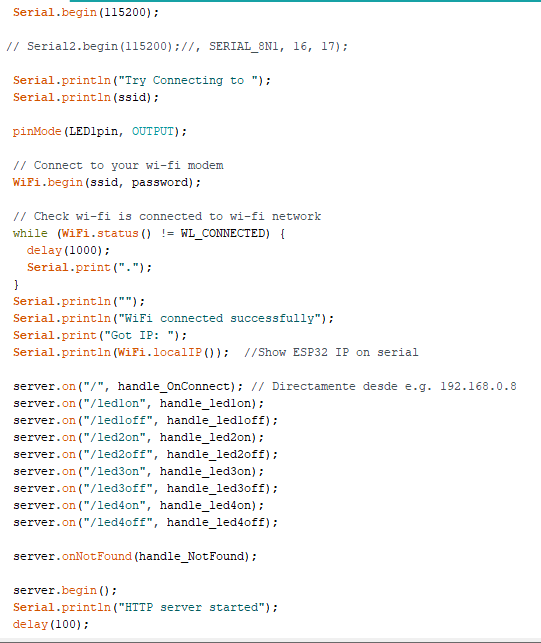 Serial.begin(115200);
// Serial2.begin(115200);//, SERIAL_8N1, 16, 17);
Serial.println("Try Connecting to ");
Serial.println(ssid);
pinMode(LED1pin, OUTPUT);
// Connect to your wi-fi modem
WiFi.begin(ssid, password);
// Check wi-fi is connected to wi-fi network
while (WiFi.status() != WL_CONNECTED) {
delay(1000);
Serial.print(".");
}
Serial.println("");
Serial.println("WiFi connected successfully");
Serial.print("Got IP: ");
Serial.println(WiFi.localIP());  //Show ESP32 IP on serial
server.on("/", handle_OnConnect); // Directamente desde e.g. 192.168.0.8
server.on("/led1on", handle_led1on);
server.on("/led1off", handle_led1off);
server.on("/led2on", handle_led2on);
server.on("/led2off", handle_led2off);
server.on("/led3on", handle_led3on);
server.on("/led3off", handle_led3off);
server.on("/led4on", handle_led4on);
server.on("/led4off", handle_led4off);
server.onNotFound(handle_NotFound);
server.begin();
Serial.println("HTTP server started");
delay(100);